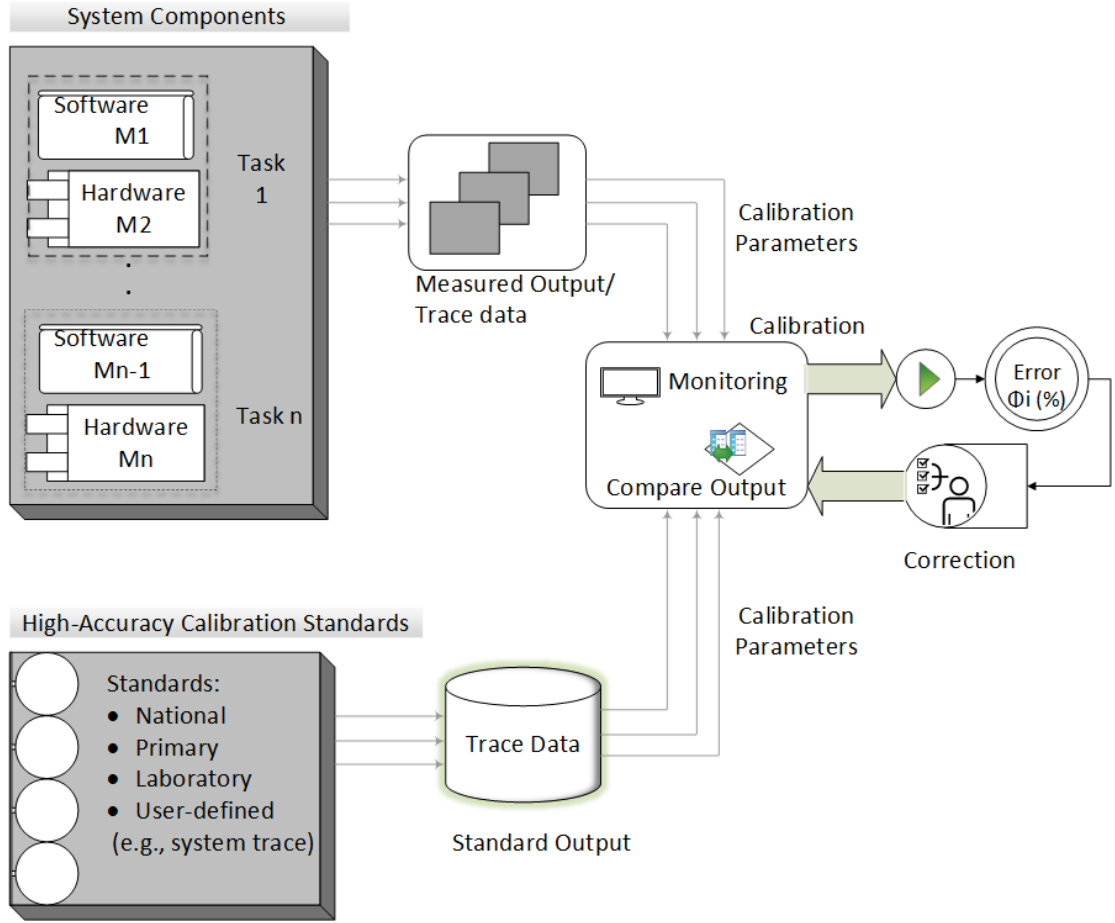 System Components
Software
M1
Hardware
M2
Task
1
.
.
Software
Mn-1
Hardware
Mn
Task n
Measured Output/
Trace data
Calibration
Parameters
Calibration
Monitoring
Compare Output
Error
Φi (%)
Correction
High-Accuracy Calibration Standards
Standards:
● National
● Primary
● Laboratory
● User-defined
(e.g., system trace)
Trace Data
Standard Output
Calibration
Parameters